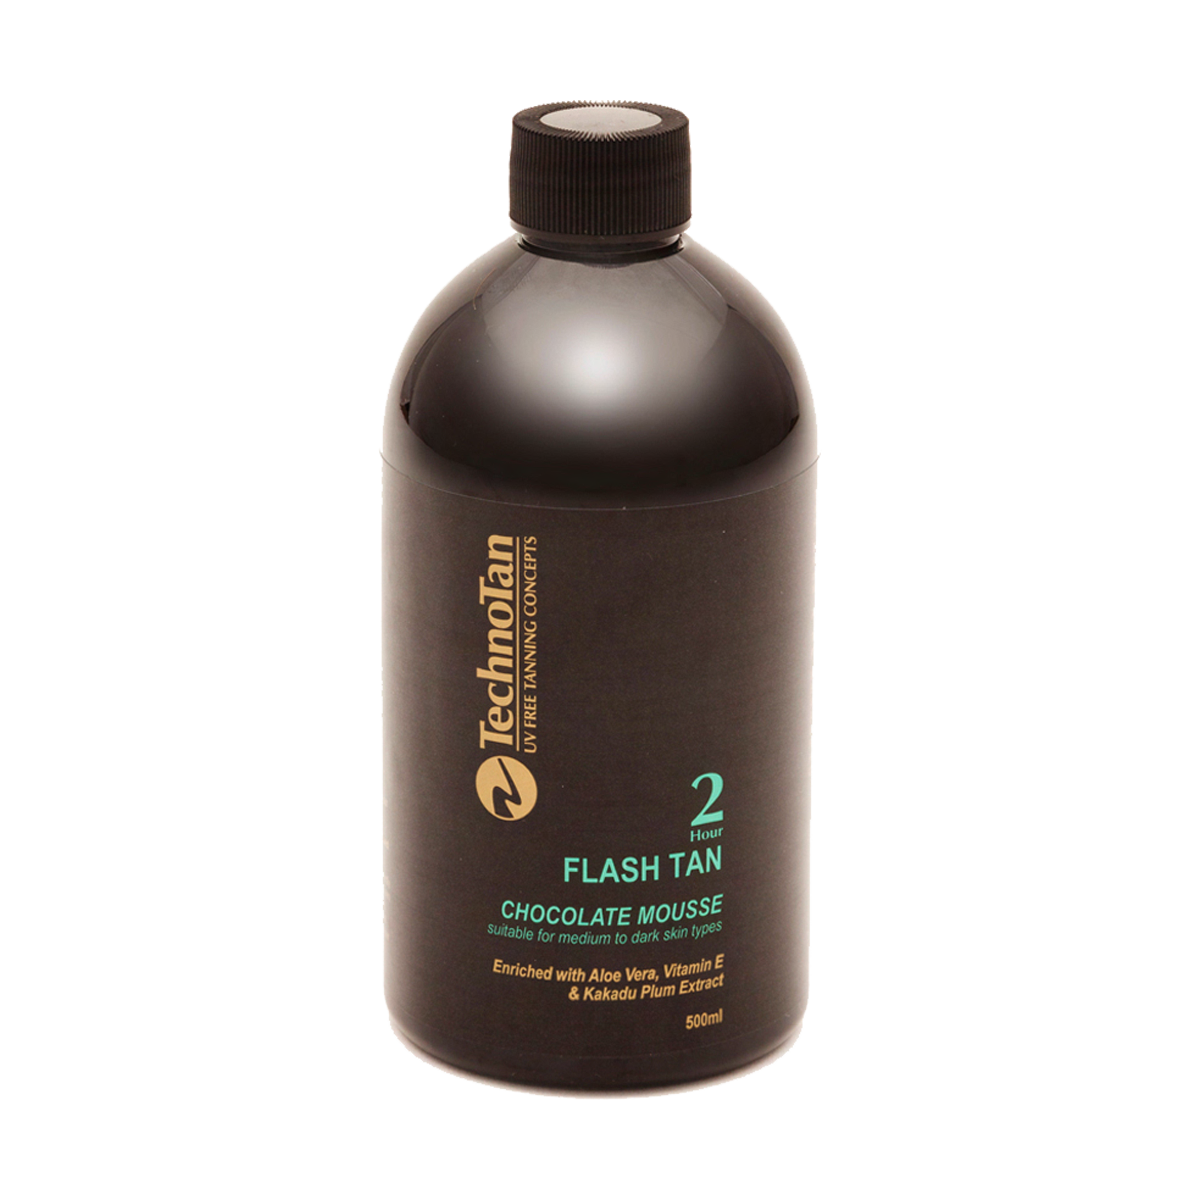 TechnoTan
UV FREE TANNING CONCEPTS
2
Hour
FLASH TAN
CHOCOLATE MOUSSE
suitable for medium to dark skin types
Enriched with Aloe Vera, Vitamin E
& Kakadu Plum Extract
500ml